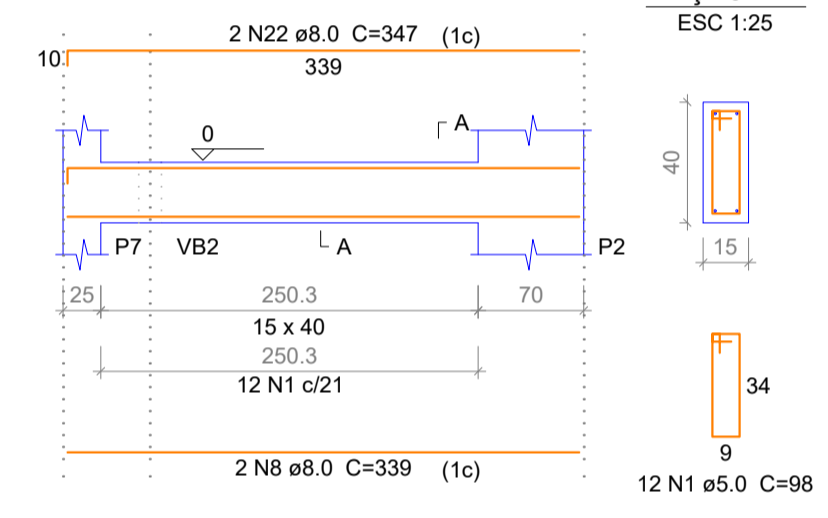 ESC 1:25
2 N22 ø8.0 C=347 (1c)
10
339
A
0
40
P7
VB2
A
P2
15
25
250.3
70
15 x 40
250.3
12 N1 c/21
34
9
2 N8 ø8.0 C=339 (1c)
12 N1 ø5.0 C=98